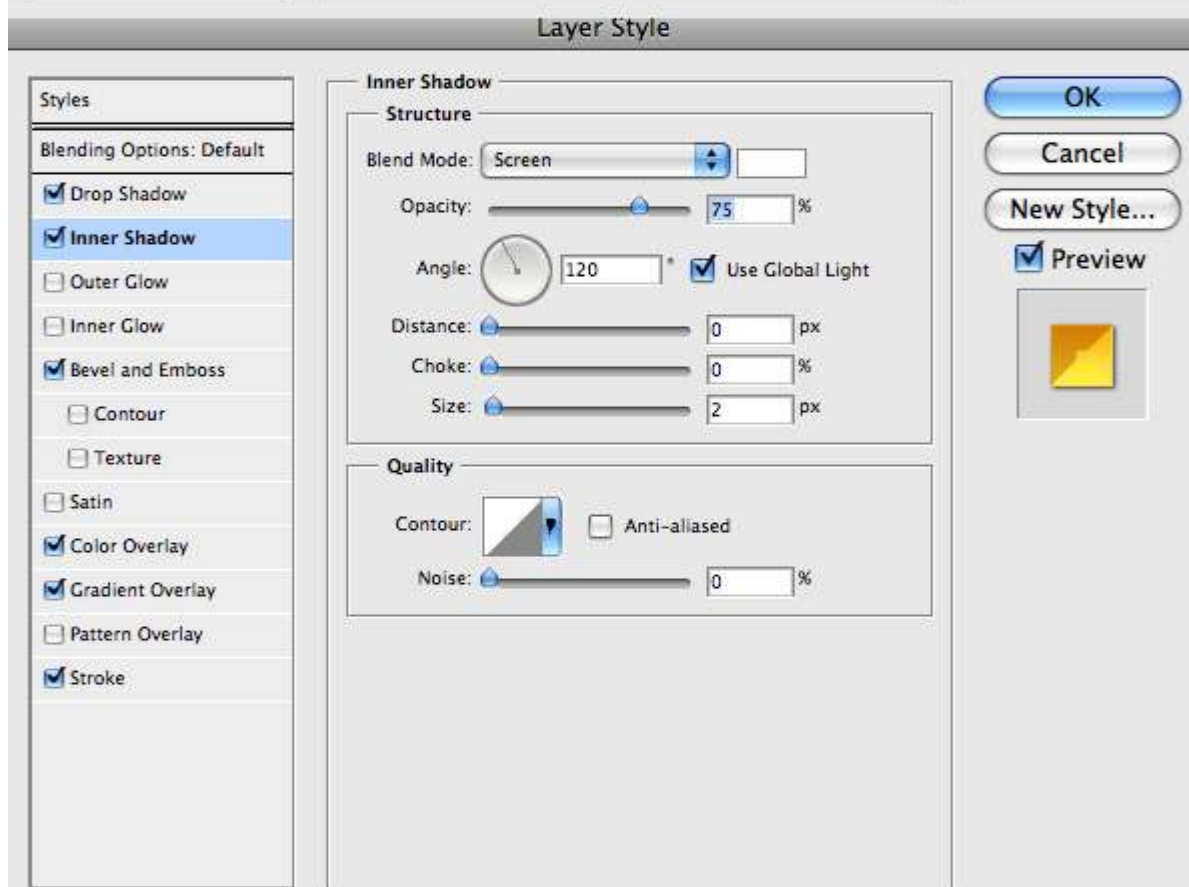 Layer Style
Styles
Blending Options: Default
Drop Shadow
Inner Shadow
Outer Glow
Inner Glow
Bevel and Emboss
Contour
Texture
Satin
Color Overlay
Gradient Overlay
Pattern Overlay
Stroke
Inner Shadow
Structure
Blend Mode: Screen
Opacity: 75 %
Angle: 120 ° Use Global Light
Distance: 0 px
Choke: 0 %
Size: 2 px
Quality
Contour: Anti-aliased
Noise: 0 %
OK
Cancel
New Style...
Preview